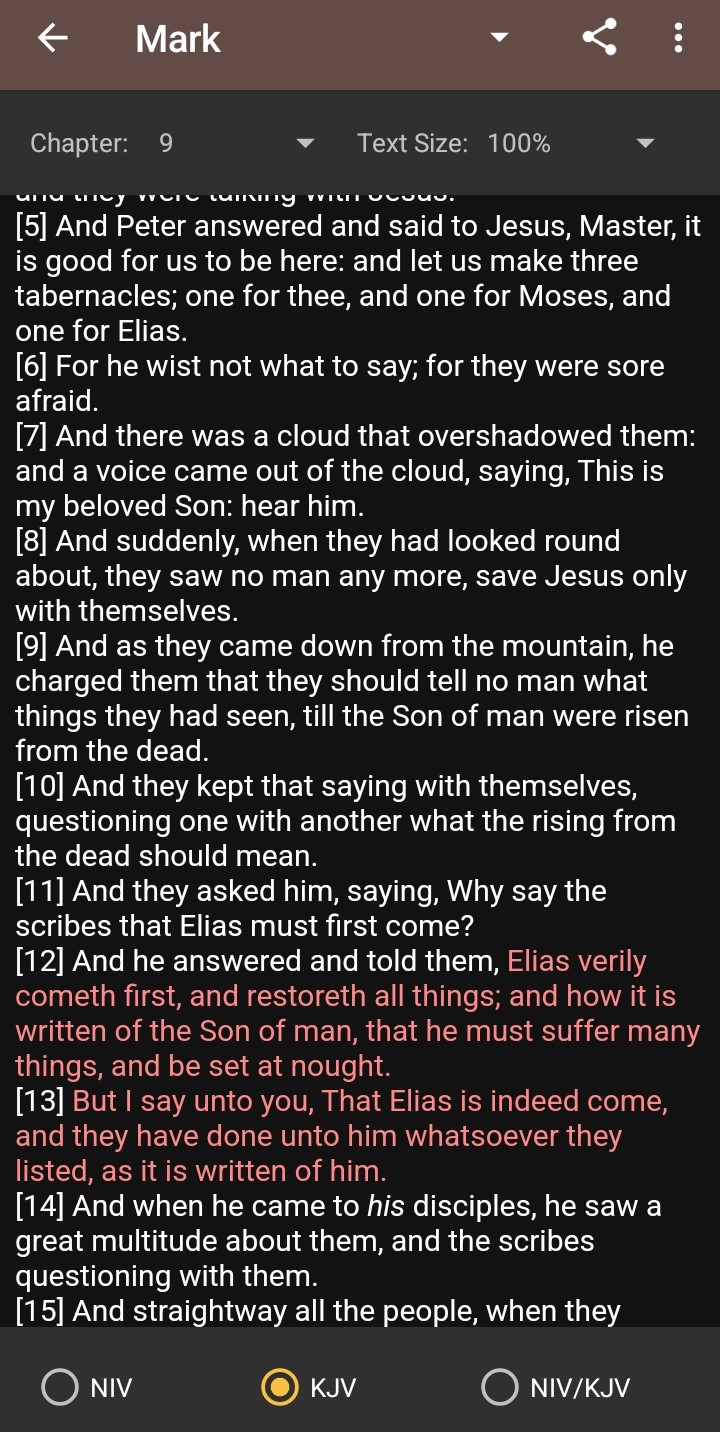 Mark
Chapter: 9 Text Size: 100%
and they were talking with Jesus.
[5] And Peter answered and said to Jesus, Master, it
is good for us to be here: and let us make three
tabernacles; one for thee, and one for Moses, and
one for Elias.
[6] For he wist not what to say; for they were sore
afraid.
[7] And there was a cloud that overshadowed them:
and a voice came out of the cloud, saying, This is
my beloved Son: hear him.
[8] And suddenly, when they had looked round
about, they saw no man any more, save Jesus only
with themselves.
[9] And as they came down from the mountain, he
charged them that they should tell no man what
things they had seen, till the Son of man were risen
from the dead.
[10] And they kept that saying with themselves,
questioning one with another what the rising from
the dead should mean.
[11] And they asked him, saying, Why say the
scribes that Elias must first come?
[12] And he answered and told them, Elias verily
cometh first, and restoreth all things; and how it is
written of the Son of man, that he must suffer many
things, and be set at nought.
[13] But I say unto you, That Elias is indeed come,
and they have done unto him whatsoever they
listed, as it is written of him.
[14] And when he came to his disciples, he saw a
great multitude about them, and the scribes
questioning with them.
[15] And straightway all the people, when they
NIV KJV NIV/KJV